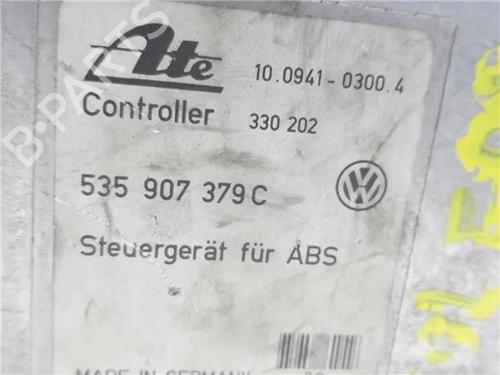 Ate
10.0941-0300.4
Controller
330 202
535 907 379 C
VW
Steuergerät für ABS
MADE IN GERMANY
B-PARTS